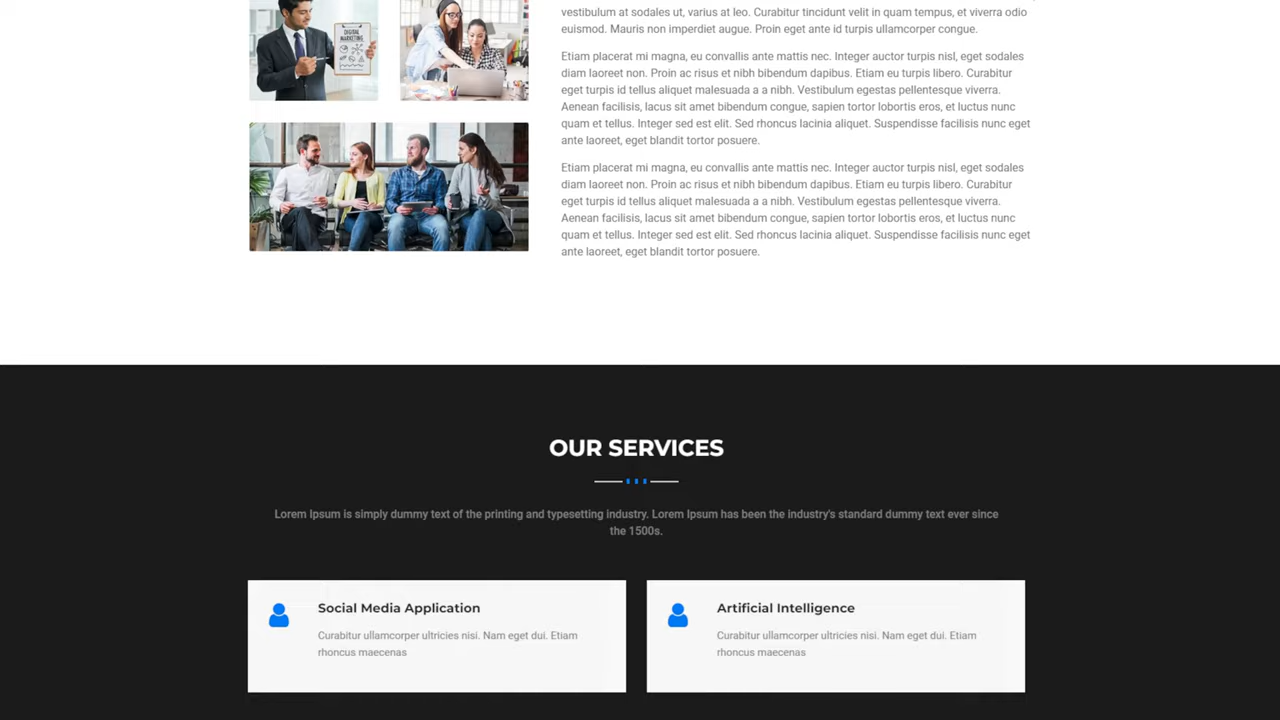 DIGITAL
MARKETING
vestibulum at sodales ut, varius at leo. Curabitur tincidunt velit in quam tempus, et viverra odio
euismod. Mauris non imperdiet augue. Proin eget ante id turpis ullamcorper congue.
Etiam placerat mi magna, eu convallis ante mattis nec. Integer auctor turpis nisl, eget sodales
diam laoreet non. Proin ac risus et nibh bibendum dapibus. Etiam eu turpis libero. Curabitur
eget turpis id tellus aliquet malesuada a a nibh. Vestibulum egestas pellentesque viverra.
Aenean facilisis, lacus sit amet bibendum congue, sapien tortor lobortis eros, et luctus nunc
quam et tellus. Integer sed est elit. Sed rhoncus lacinia aliquet. Suspendisse facilisis nunc eget
ante laoreet, eget blandit tortor posuere.
Etiam placerat mi magna, eu convallis ante mattis nec. Integer auctor turpis nisl, eget sodales
diam laoreet non. Proin ac risus et nibh bibendum dapibus. Etiam eu turpis libero. Curabitur
eget turpis id tellus aliquet malesuada a a nibh. Vestibulum egestas pellentesque viverra.
Aenean facilisis, lacus sit amet bibendum congue, sapien tortor lobortis eros, et luctus nunc
quam et tellus. Integer sed est elit. Sed rhoncus lacinia aliquet. Suspendisse facilisis nunc eget
ante laoreet, eget blandit tortor posuere.
OUR SERVICES
Lorem Ipsum is simply dummy text of the printing and typesetting industry. Lorem Ipsum has been the industry's standard dummy text ever since
the 1500s.
Social Media Application
Curabitur ullamcorper ultricies nisi. Nam eget dui. Etiam
rhoncus maecenas
Artificial Intelligence
Curabitur ullamcorper ultricies nisi. Nam eget dui. Etiam
rhoncus maecenas